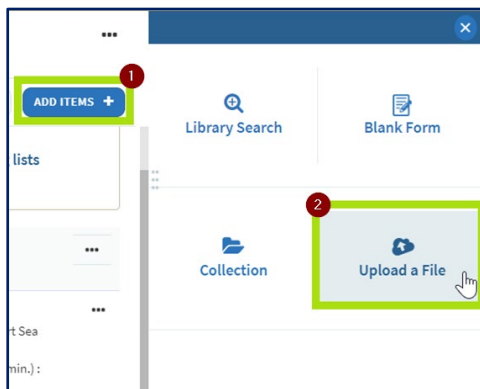 1
ADD ITEMS +
2
Library Search
Blank Form
lists
Collection
Upload a File
rt Sea
min.) :